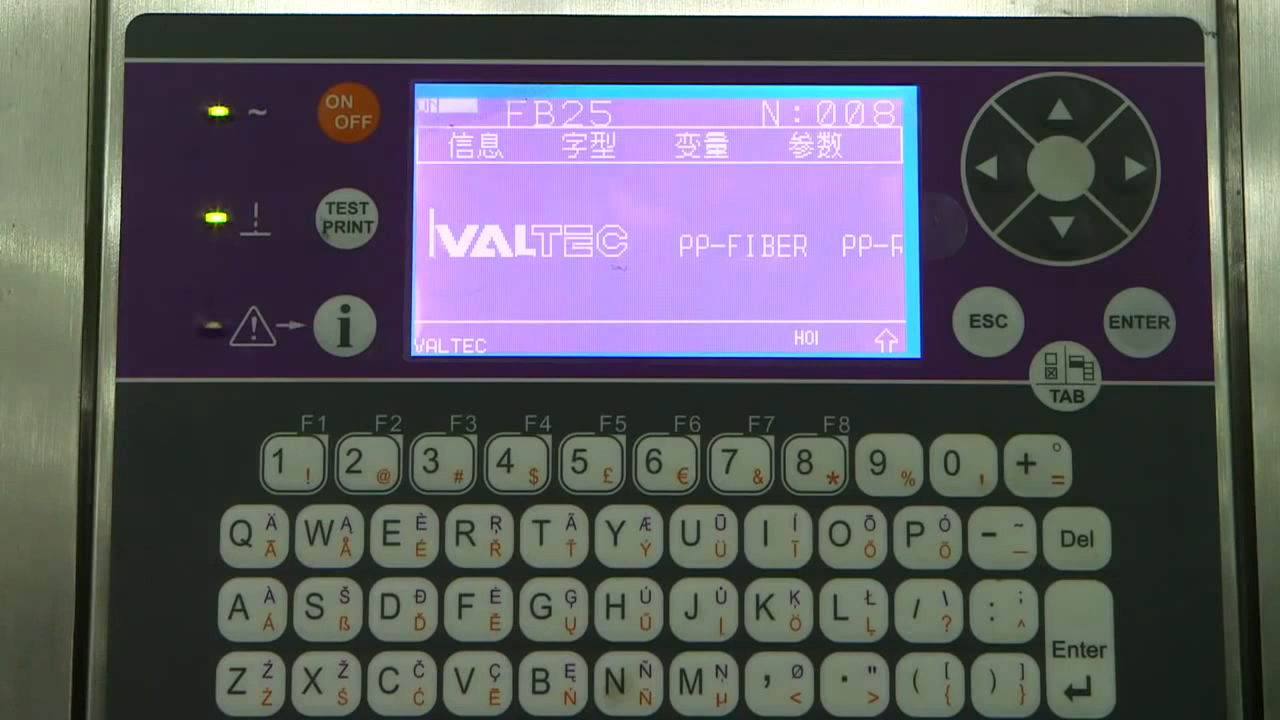 ON
OFF
TEST
PRINT
i
FB25 N:008
信息 字型 变量 参数
VALTEC PP-FIBER PP-R
VALTEC HOI
ESC
ENTER
TAB
F1 F2 F3 F4 F5 F6 F7 F8
1 ! 2 @ 3 # 4 $ 5 £ 6 € 7 & 8 * 9 % 0 , + ° =
Q Ä Ã W Ą Å E È É R Ŗ Ř T Ã Ť Y Æ Ý U Ū Ü I Í Ī O Õ Ő P Ó Ŏ - ~ _ Del
A À Á S Š ß D Đ Ď F Ė Ě G Ģ Ų H Ú Ű J Ů Į K Ķ Ö L Ł Ļ / \ ? : ; ^
Enter
Z Ź Ż X Ž Ś C Č Ć V Ç Ē B Ę Ń N Ñ Ñ M Ņ µ , Ø < . " > ( [ { ) ] }